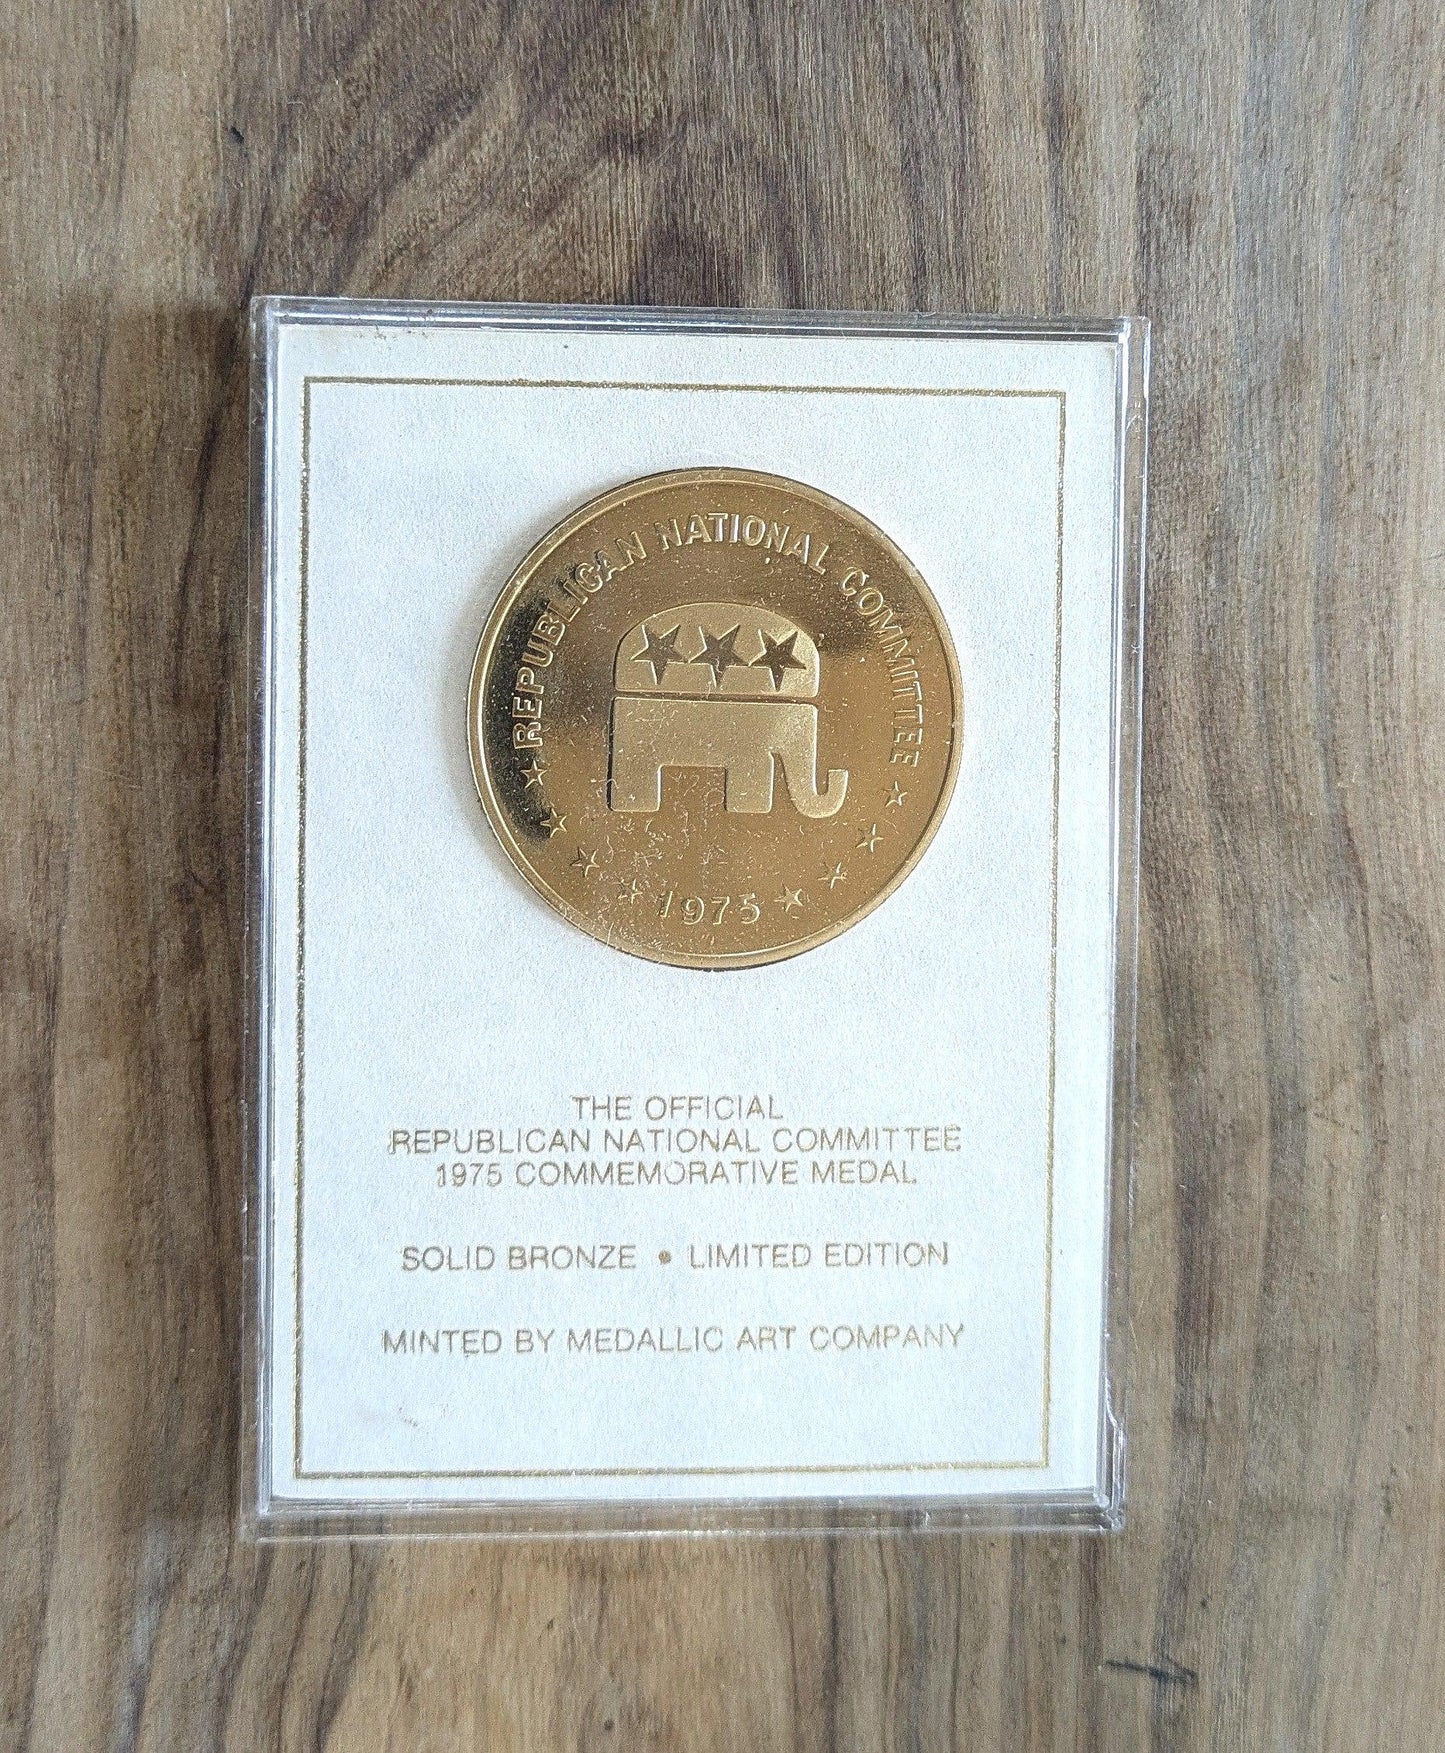 REPUBLICAN NATIONAL COMMITTEE
1975
THE OFFICIAL
REPUBLICAN NATIONAL COMMITTEE
1975 COMMEMORATIVE MEDAL
SOLID BRONZE • LIMITED EDITION
MINTED BY MEDALLIC ART COMPANY